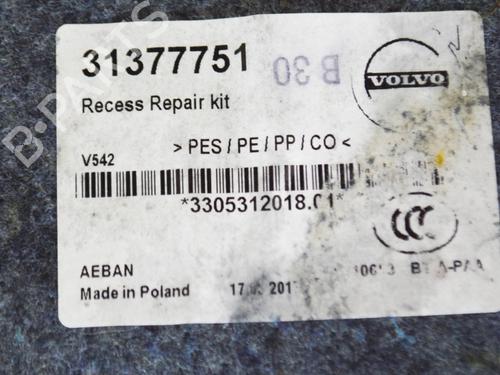 31377751
B 30
VOLVO
Recess Repair kit
V542
> PES / PE / PP / CO <
*3305312018.01*
AEBAN
Made in Poland
B-PARTS